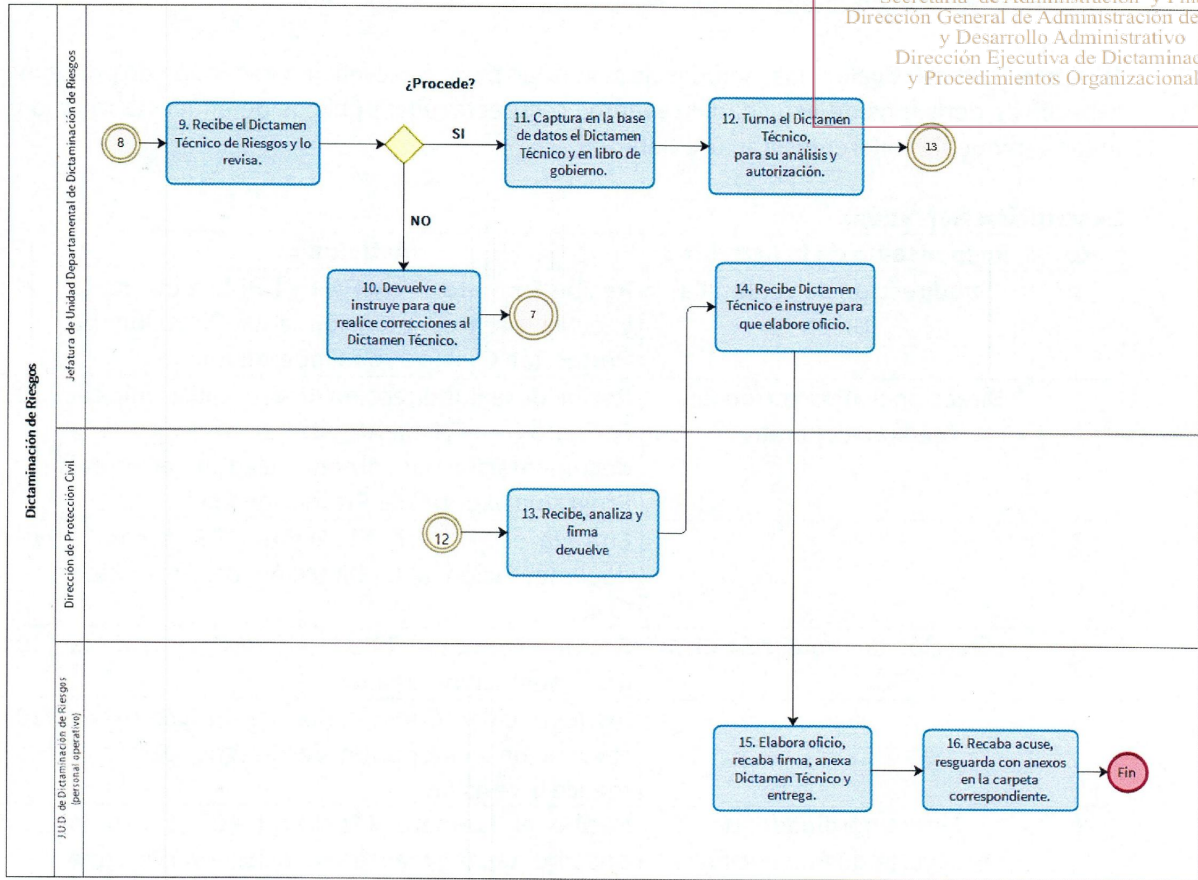 Dirección General de Administración de
y Desarrollo Administrativo
Dirección Ejecutiva de
y Procedimientos
Dictaminación de Riesgos
Jefatura de Unidad Departamental de Dictaminación de Riesgos
¿Procede?
8
9. Recibe el Dictamen
Técnico de Riesgos y lo
revisa.
SI
11. Captura en la base
de datos el Dictamen
Técnico y en libro de
gobierno.
12. Turna el Dictamen
Técnico,
para su análisis y
autorización.
13
NO
10. Devuelve e
instruye para que
realice correcciones al
Dictamen Técnico.
7
14. Recibe Dictamen
Técnico e instruye para
que elabore oficio.
Dirección de Protección Civil
12
13. Recibe, analiza y
firma
devuelve
J.U.D. de Dictaminación de Riesgos
(personal operativo)
15. Elabora oficio,
recaba firma, anexa
Dictamen Técnico y
entrega.
16. Recaba acuse,
resguarda con anexos
en la carpeta
correspondiente.
Fin